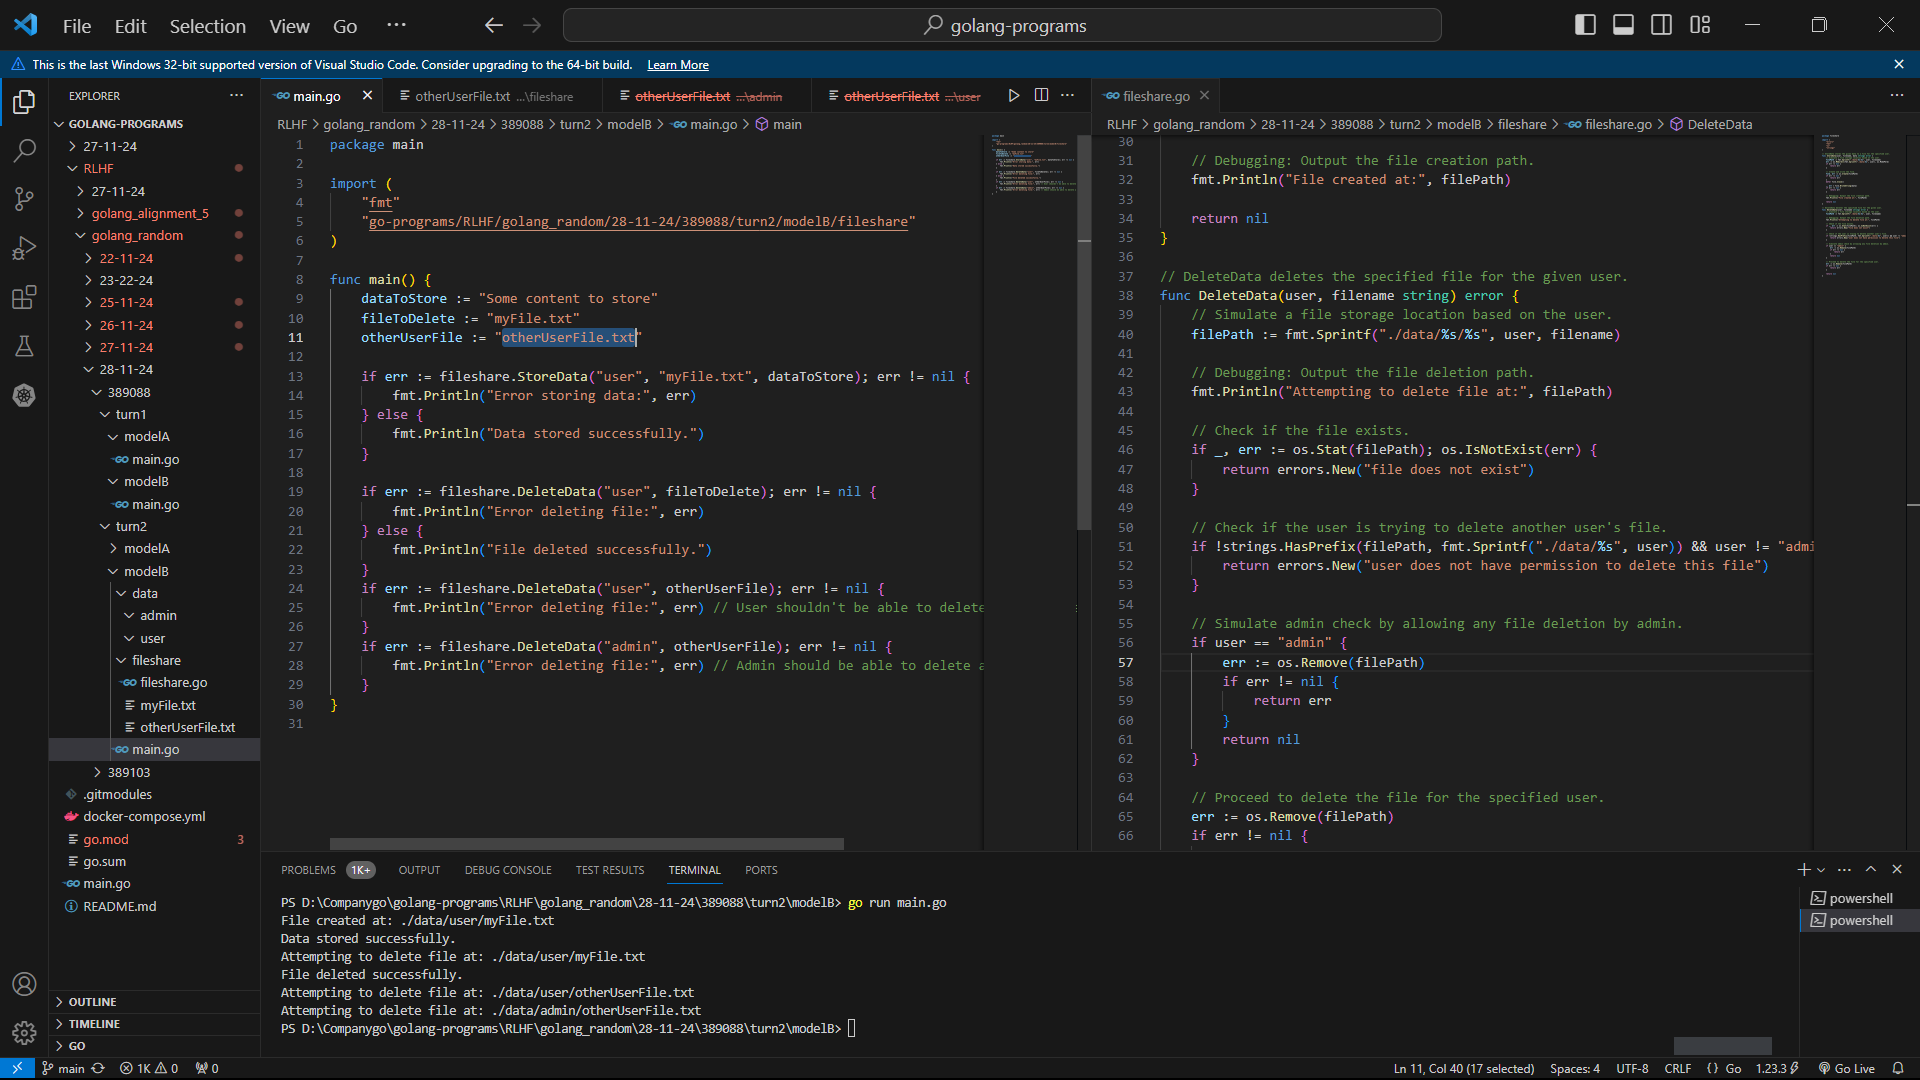 File Edit Selection View Go ···
golang-programs
This is the last Windows 32-bit supported version of Visual Studio Code. Consider upgrading to the 64-bit build. Learn More
EXPLORER
GOLANG-PROGRAMS
27-11-24
RLHF
27-11-24
golang_alignment_5
golang_random
22-11-24
23-22-24
25-11-24
26-11-24
27-11-24
28-11-24
389088
turn1
modelA
main.go
modelB
main.go
turn2
modelA
modelB
data
admin
user
fileshare
fileshare.go
myFile.txt
otherUserFile.txt
main.go
389103
.gitmodules
docker-compose.yml
go.mod 3
go.sum
main.go
README.md
OUTLINE
TIMELINE
GO
main.go otherUserFile.txt ...\fileshare otherUserFile.txt ...\admin otherUserFile.txt ...\user
RLHF > golang_random > 28-11-24 > 389088 > turn2 > modelB > main.go > main
1 package main
2
3 import (
4 "fmt"
5 "go-programs/RLHF/golang_random/28-11-24/389088/turn2/modelB/fileshare"
6 )
7
8 func main() {
9 dataToStore := "Some content to store"
10 fileToDelete := "myFile.txt"
11 otherUserFile := "otherUserFile.txt"
12
13 if err := fileshare.StoreData("user", "myFile.txt", dataToStore); err != nil {
14 fmt.Println("Error storing data:", err)
15 } else {
16 fmt.Println("Data stored successfully.")
17 }
18
19 if err := fileshare.DeleteData("user", fileToDelete); err != nil {
20 fmt.Println("Error deleting file:", err)
21 } else {
22 fmt.Println("File deleted successfully.")
23 }
24 if err := fileshare.DeleteData("user", otherUserFile); err != nil {
25 fmt.Println("Error deleting file:", err) // User shouldn't be able to delete
26 }
27 if err := fileshare.DeleteData("admin", otherUserFile); err != nil {
28 fmt.Println("Error deleting file:", err) // Admin should be able to delete a
29 }
30 }
31
fileshare.go
RLHF > golang_random > 28-11-24 > 389088 > turn2 > modelB > fileshare > fileshare.go > DeleteData
30
31 // Debugging: Output the file creation path.
32 fmt.Println("File created at:", filePath)
33
34 return nil
35 }
36
37 // DeleteData deletes the specified file for the given user.
38 func DeleteData(user, filename string) error {
39 // Simulate a file storage location based on the user.
40 filePath := fmt.Sprintf("./data/%s/%s", user, filename)
41
42 // Debugging: Output the file deletion path.
43 fmt.Println("Attempting to delete file at:", filePath)
44
45 // Check if the file exists.
46 if _, err := os.Stat(filePath); os.IsNotExist(err) {
47 return errors.New("file does not exist")
48 }
49
50 // Check if the user is trying to delete another user's file.
51 if !strings.HasPrefix(filePath, fmt.Sprintf("./data/%s", user)) && user != "admi
52 return errors.New("user does not have permission to delete this file")
53 }
54
55 // Simulate admin check by allowing any file deletion by admin.
56 if user == "admin" {
57 err := os.Remove(filePath)
58 if err != nil {
59 return err
60 }
61 return nil
62 }
63
64 // Proceed to delete the file for the specified user.
65 err := os.Remove(filePath)
66 if err != nil {
PROBLEMS 1K+ OUTPUT DEBUG CONSOLE TEST RESULTS TERMINAL PORTS
PS D:\Companygo\golang-programs\RLHF\golang_random\28-11-24\389088\turn2\modelB> go run main.go
File created at: ./data/user/myFile.txt
Data stored successfully.
Attempting to delete file at: ./data/user/myFile.txt
File deleted successfully.
Attempting to delete file at: ./data/user/otherUserFile.txt
Attempting to delete file at: ./data/admin/otherUserFile.txt
PS D:\Companygo\golang-programs\RLHF\golang_random\28-11-24\389088\turn2\modelB>
powershell
powershell
main 1K 0 0 Ln 11, Col 40 (17 selected) Spaces: 4 UTF-8 CRLF {} Go 1.23.3 Go Live